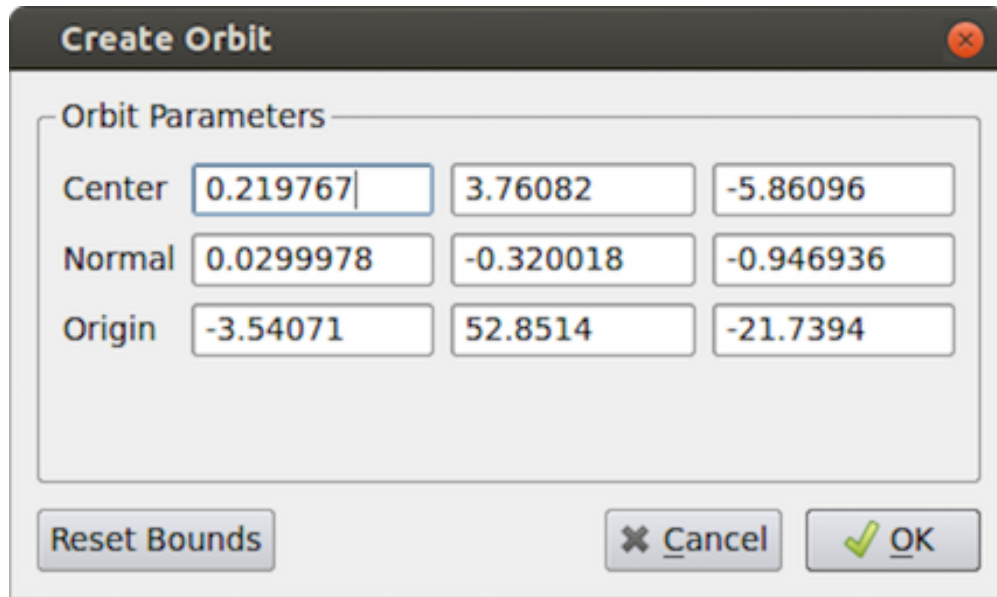 Create Orbit
Orbit Parameters
Center 0.219767 3.76082 -5.86096
Normal 0.0299978 -0.320018 -0.946936
Origin -3.54071 52.8514 -21.7394
Reset Bounds Cancel OK